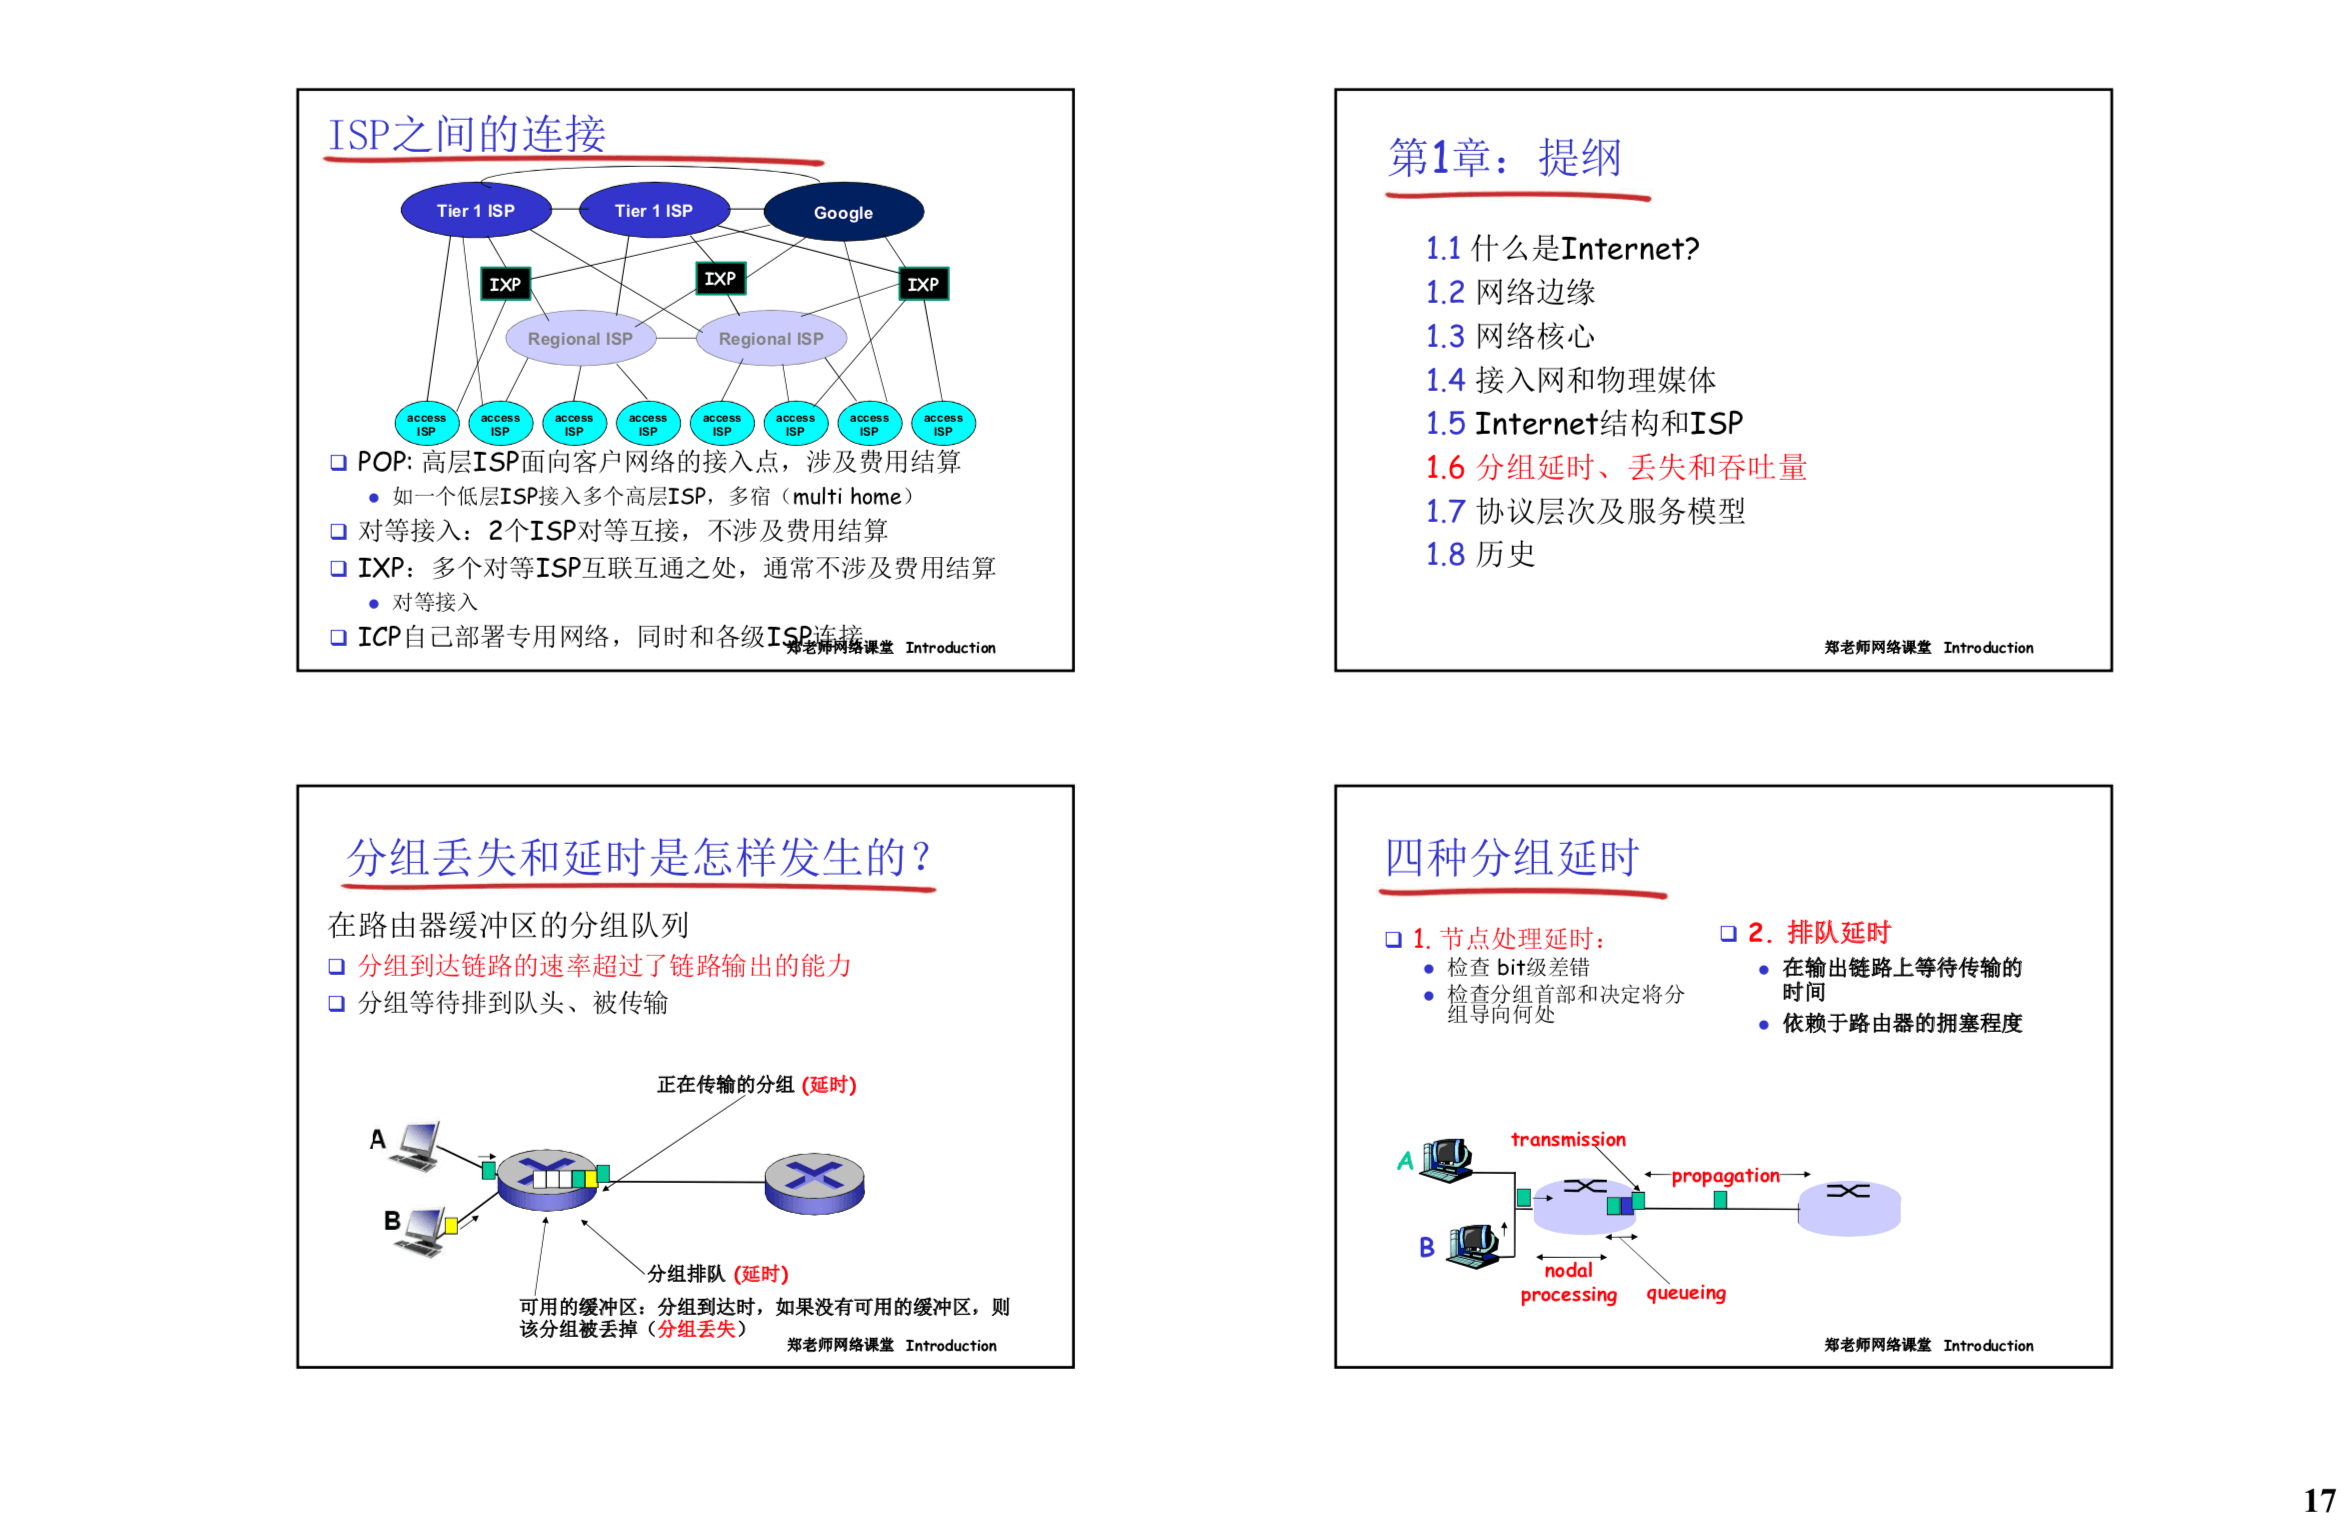 ISP之间的连接
Tier 1 ISP
Tier 1 ISP
Google
IXP
IXP
IXP
Regional ISP
Regional ISP
access
ISP
access
ISP
access
ISP
access
ISP
access
ISP
access
ISP
access
ISP
access
ISP
POP: 高层ISP面向客户网络的接入点，涉及费用结算
如一个低层ISP接入多个高层ISP，多宿（multi home）
对等接入：2个ISP对等互接，不涉及费用结算
IXP：多个对等ISP互联互通之处，通常不涉及费用结算
对等接入
ICP自己部署专用网络，同时和各级ISP连接
郑老师网络课堂 Introduction
第1章：提纲
1.1 什么是Internet?
1.2 网络边缘
1.3 网络核心
1.4 接入网和物理媒体
1.5 Internet结构和ISP
1.6 分组延时、丢失和吞吐量
1.7 协议层次及服务模型
1.8 历史
郑老师网络课堂 Introduction
分组丢失和延时是怎样发生的？
在路由器缓冲区的分组队列
分组到达链路的速率超过了链路输出的能力
分组等待排到队头、被传输
正在传输的分组 (延时)
A
B
分组排队 (延时)
可用的缓冲区：分组到达时，如果没有可用的缓冲区，则
该分组被丢掉（分组丢失）
郑老师网络课堂 Introduction
四种分组延时
1. 节点处理延时：
检查 bit级差错
检查分组首部和决定将分
组导向何处
2. 排队延时
在输出链路上等待传输的
时间
依赖于路由器的拥塞程度
transmission
A
propagation
B
nodal
processing
queueing
郑老师网络课堂 Introduction
17